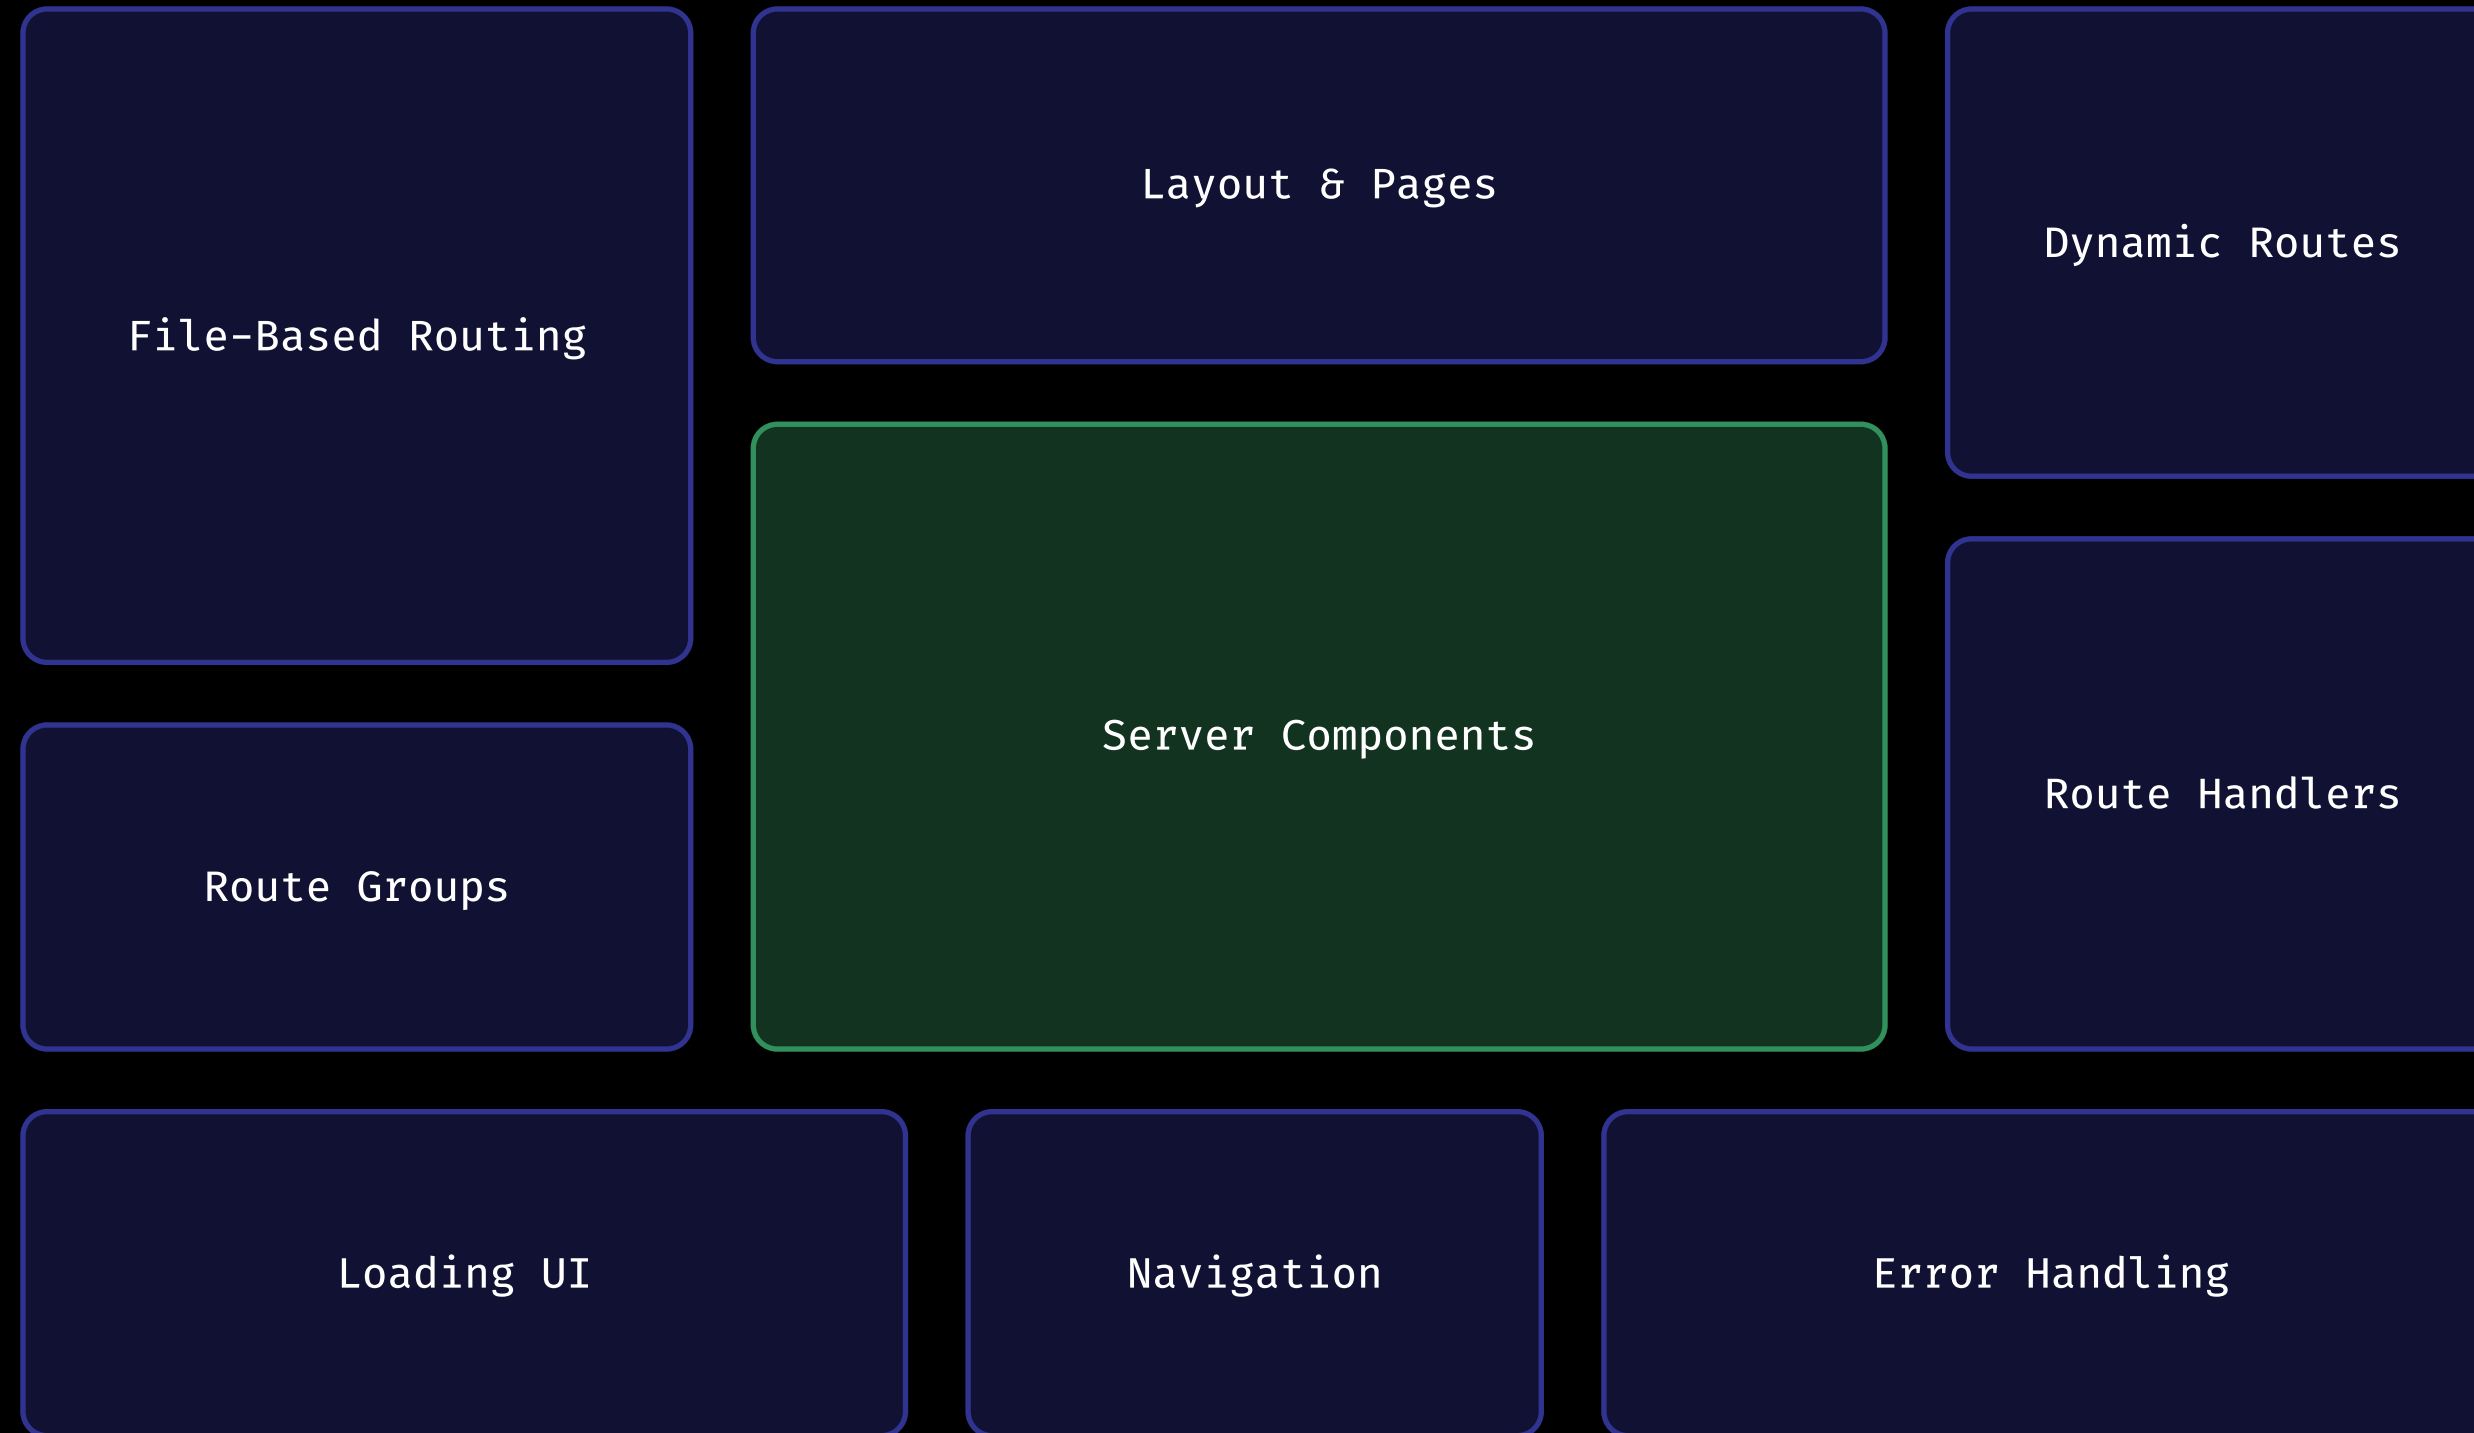 File-Based Routing
Layout & Pages
Dynamic Routes
Server Components
Route Groups
Route Handlers
Loading UI
Navigation
Error Handling